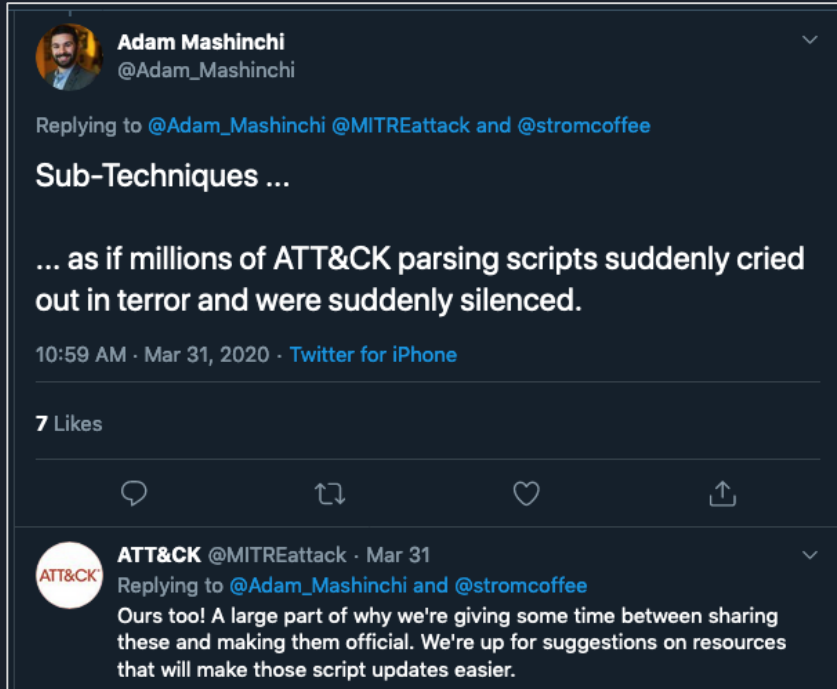 Adam Mashinchi
@Adam_Mashinchi
Replying to @Adam_Mashinchi @MITREattack and @stromcoffee
Sub-Techniques ...
... as if millions of ATT&CK parsing scripts suddenly cried
out in terror and were suddenly silenced.
10:59 AM · Mar 31, 2020 · Twitter for iPhone
7 Likes
ATT&CK @MITREattack · Mar 31
ATT&CK
Replying to @Adam_Mashinchi and @stromcoffee
Ours too! A large part of why we're giving some time between sharing
these and making them official. We're up for suggestions on resources
that will make those script updates easier.